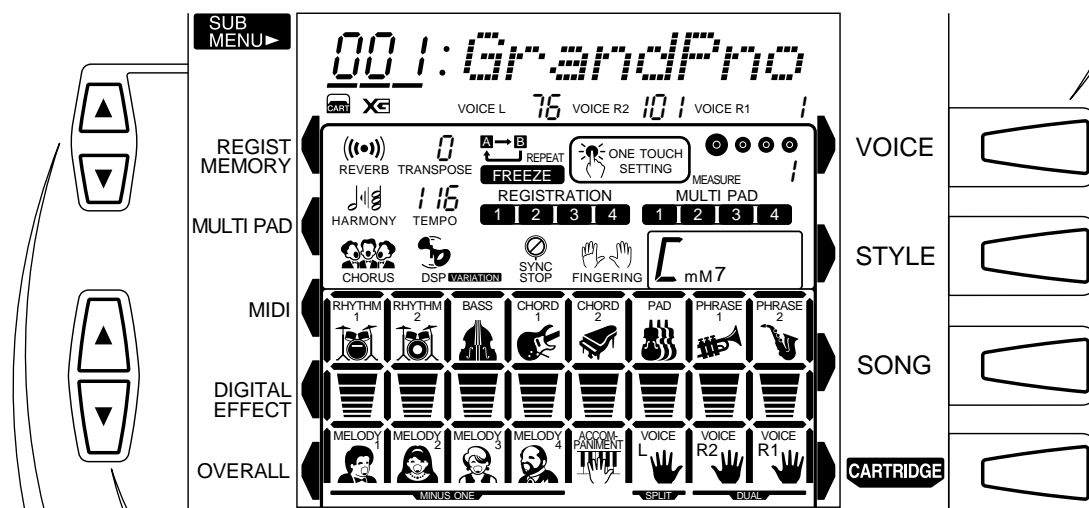 SUB
MENU►
001:GrandPno
CART XG VOICE L 76 VOICE R2 101 VOICE R1 1
REGIST
MEMORY
MULTI PAD
MIDI
DIGITAL
EFFECT
OVERALL
REVERB 0 TRANSPOSE A B REPEAT FREEZE ONE TOUCH
SETTING
MEASURE 1
HARMONY 116 TEMPO
REGISTRATION MULTI PAD
1 2 3 4 1 2 3 4
CHORUS DSP VARIATION SYNC
STOP FINGERING C mM7
RHYTHM
1 RHYTHM
2 BASS CHORD
1 CHORD
2 PAD PHRASE
1 PHRASE
2
MELODY
1 MELODY
2 MELODY
3 MELODY
4 ACCOM-
PANIMENT VOICE
L VOICE
R2 VOICE
R1
MINUS ONE SPLIT DUAL
VOICE
STYLE
SONG
CARTRIDGE